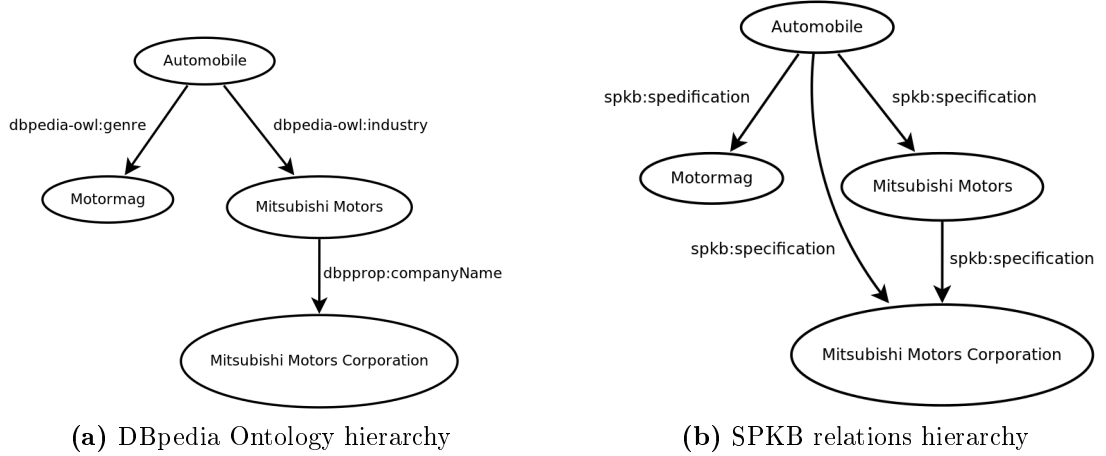 Automobile
dbpedia-owl:genre
dbpedia-owl:industry
Motormag
Mitsubishi Motors
dbpprop:companyName
Mitsubishi Motors Corporation
(a) DBpedia Ontology hierarchy
Automobile
spkb:spedification
spkb:specification
Motormag
Mitsubishi Motors
spkb:specification
spkb:specification
Mitsubishi Motors Corporation
(b) SPKB relations hierarchy